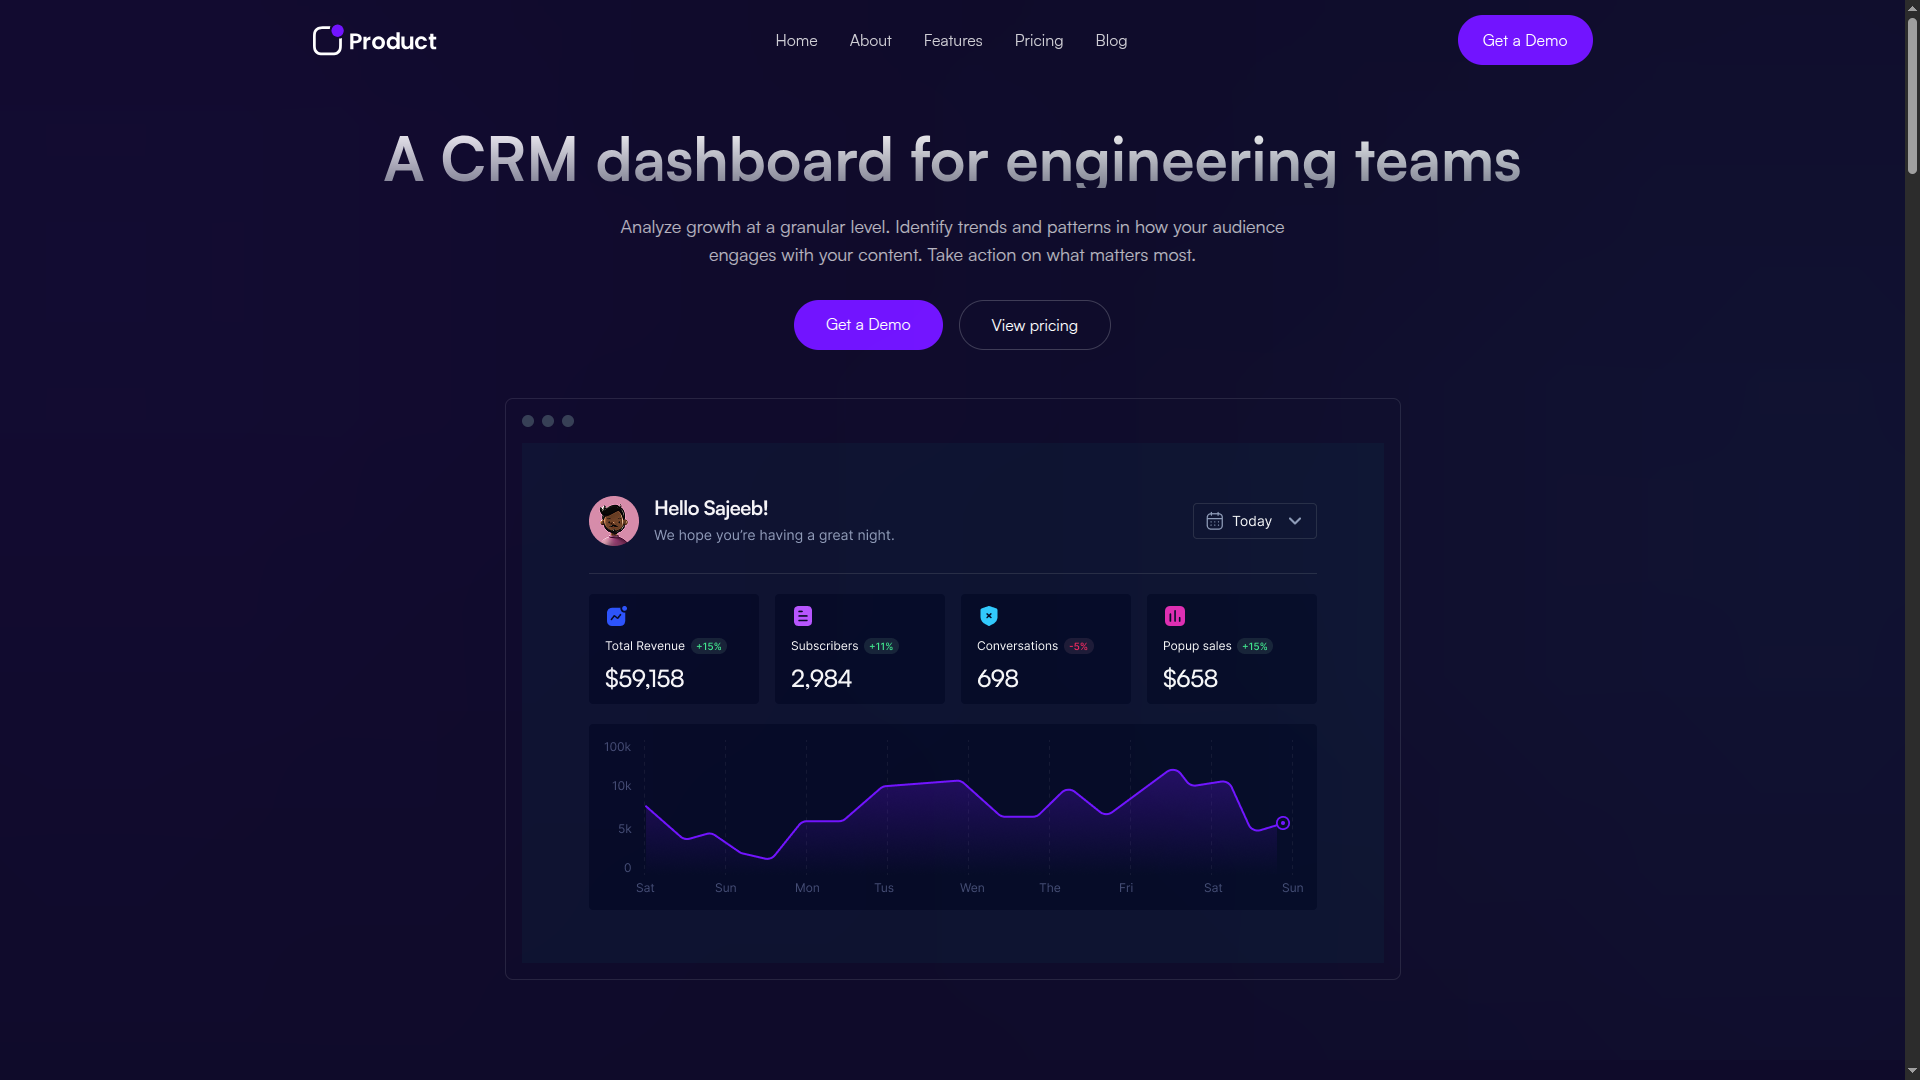 Product
Home About Features Pricing Blog
Get a Demo
A CRM dashboard for engineering teams
Analyze growth at a granular level. Identify trends and patterns in how your audience
engages with your content. Take action on what matters most.
Get a Demo
View pricing
Hello Sajeeb!
We hope you're having a great night.
Today
Total Revenue +15%
$59,158
Subscribers +11%
2,984
Conversations -5%
698
Popup sales +15%
$658
100k
10k
5k
0
Sat Sun Mon Tus Wen The Fri Sat Sun